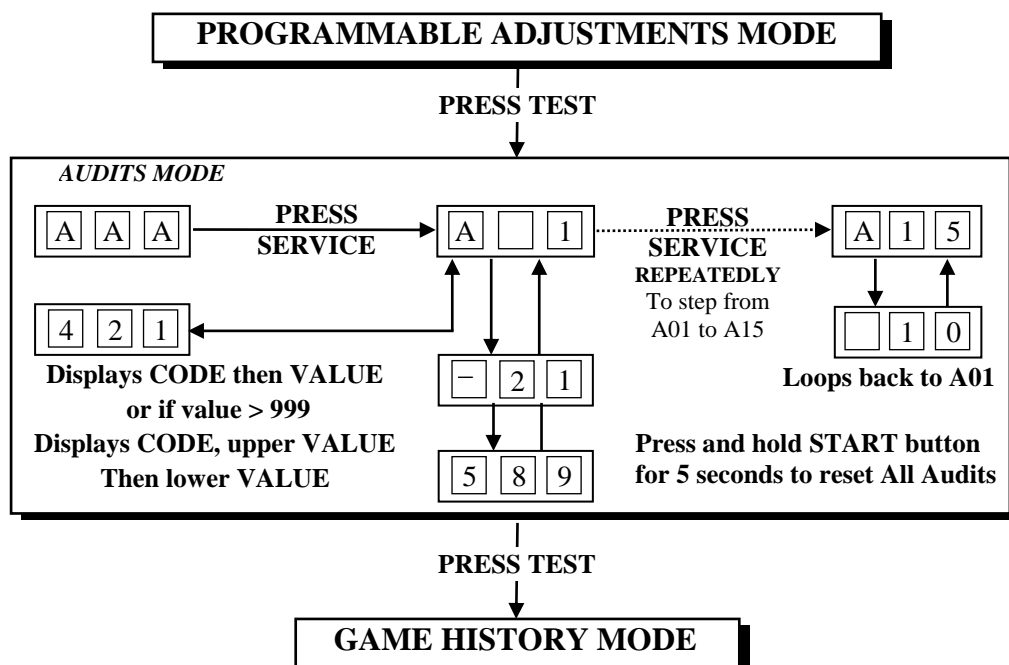 PROGRAMMABLE ADJUSTMENTS MODE
PRESS TEST
AUDITS MODE
A A A
PRESS
SERVICE
A 1
PRESS
SERVICE
REPEATEDLY
To step from
A01 to A15
A 1 5
4 2 1
Displays CODE then VALUE
or if value > 999
Displays CODE, upper VALUE
Then lower VALUE
– 2 1
5 8 9
1 0
Loops back to A01
Press and hold START button
for 5 seconds to reset All Audits
PRESS TEST
GAME HISTORY MODE